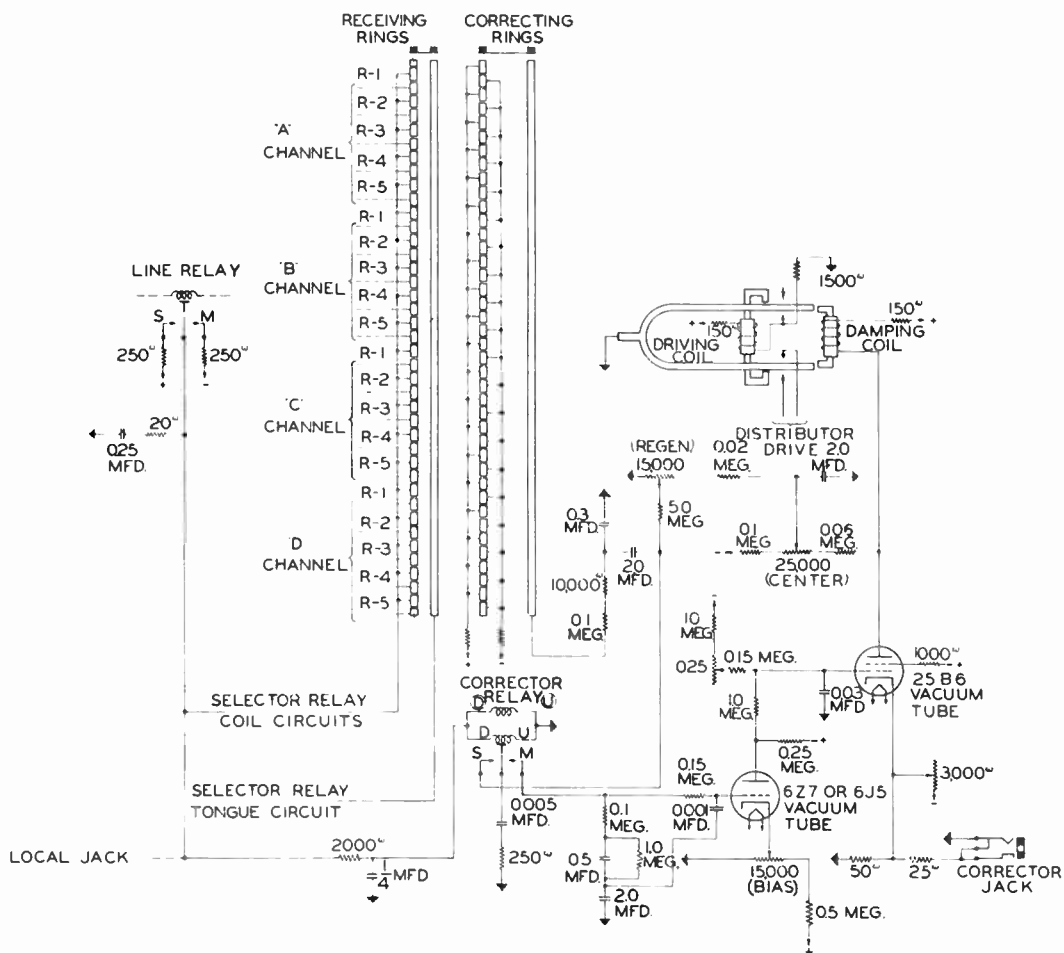 RECEIVING RINGS
CORRECTING RINGS
R-1
R-2
R-3
R-4
R-5
"A" CHANNEL
R-1
R-2
R-3
R-4
R-5
"B" CHANNEL
R-1
R-2
R-3
R-4
R-5
"C" CHANNEL
R-1
R-2
R-3
R-4
R-5
"D" CHANNEL
LINE RELAY
S M
250ω
250ω
20ω
0.25 MFD.
SELECTOR RELAY COIL CIRCUITS
SELECTOR RELAY TONGUE CIRCUIT
LOCAL JACK
2000ω
1/4 MFD
CORRECTOR RELAY
(D) (U)
D U
S M
0.005 MFD.
250ω
1500ω
150ω
DRIVING COIL
150ω
DAMPING COIL
DISTRIBUTOR DRIVE
(REGEN)
15,000
0.02 MEG.
2.0 MFD.
0.3 MFD.
5.0 MEG.
20 MFD.
10,000ω
0.1 MEG
0.1 MEG
25,000 (CENTER)
0.06 MEG.
1.0 MEG
0.25
0.15 MEG.
0.03 MFD
1.0 MEG.
0.25 MEG.
1000ω
25 B6 VACUUM TUBE
3,000ω
0.15 MEG.
0.001 MFD.
6Z7 OR 6J5 VACUUM TUBE
0.1 MEG.
1.0 MEG.
0.5 MFD.
2.0 MFD.
15,000 (BIAS)
0.5 MEG.
50ω
25ω
CORRECTOR JACK